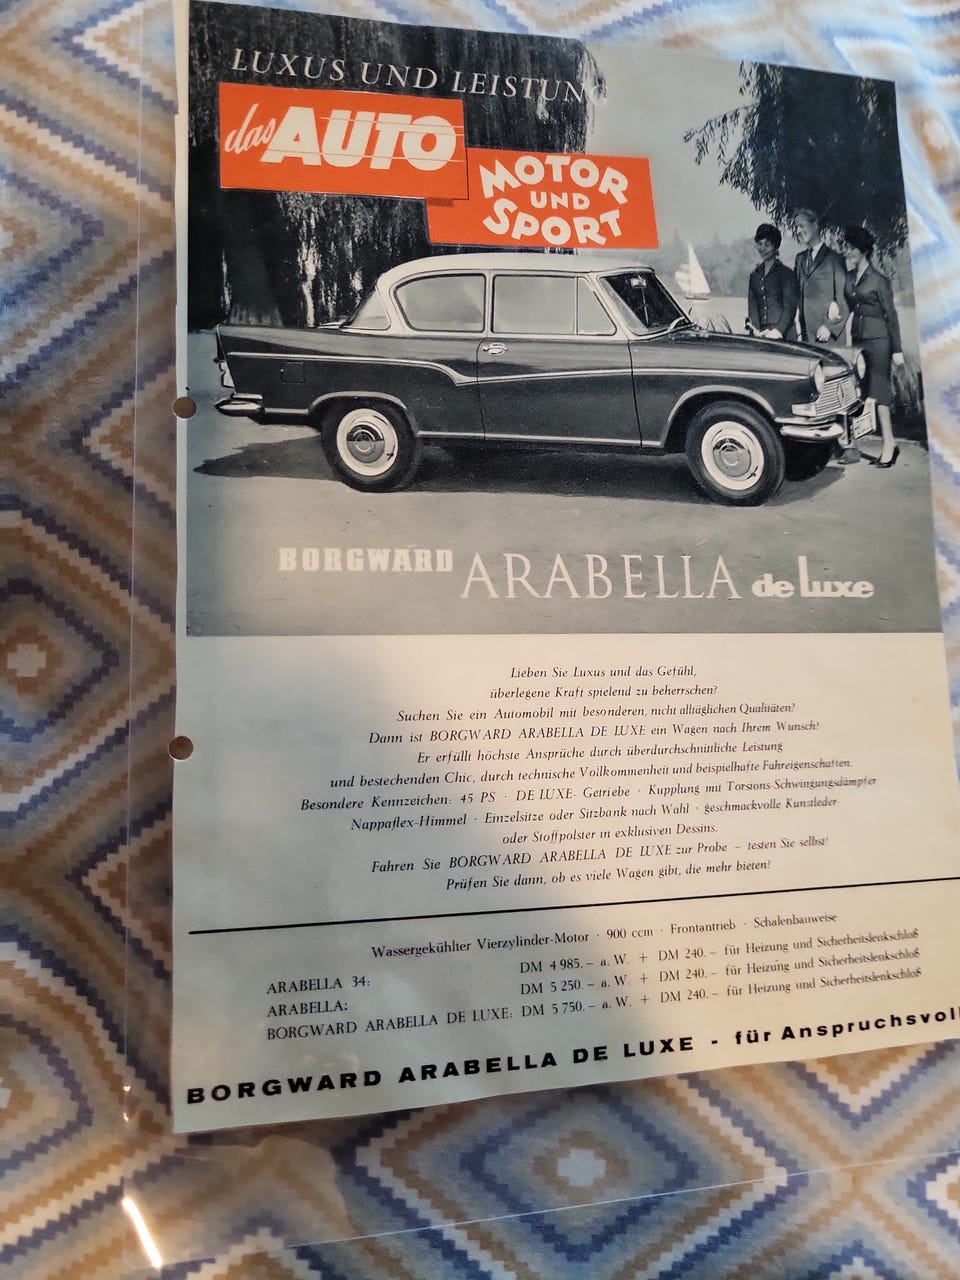 LUXUS UND LEISTUNG
das AUTO
MOTOR
UND
SPORT
BORGWARD ARABELLA de Luxe
Lieben Sie Luxus und das Gefühl,
überlegene Kraft spielend zu beherrschen?
Suchen Sie ein Automobil mit besonderen, nicht alltäglichen Qualitäten?
Dann ist BORGWARD ARABELLA DE LUXE ein Wagen nach Ihrem Wunsch!
Er erfüllt höchste Ansprüche durch überdurchschnittliche Leistung
und bestechenden Chic, durch technische Vollkommenheit und beispielhafte Fahreigenschaften.
Besondere Kennzeichen: 45 PS · DE LUXE- Getriebe · Kupplung mit Torsions-Schwingungsdämpfer
Nappaflex-Himmel · Einzelsitze oder Sitzbank nach Wahl · geschmackvolle Kunstleder-
oder Stoffpolster in exklusiven Dessins.
Fahren Sie BORGWARD ARABELLA DE LUXE zur Probe – testen Sie selbst!
Prüfen Sie dann, ob es viele Wagen gibt, die mehr bieten!
Wassergekühlter Vierzylinder-Motor · 900 ccm · Frontantrieb · Schalenbauweise
ARABELLA 34: DM 4 985.– a. W. + DM 240.– für Heizung und Sicherheitslenkschloß
ARABELLA: DM 5 250.– a. W. + DM 240.– für Heizung und Sicherheitslenkschloß
BORGWARD ARABELLA DE LUXE: DM 5 750.– a. W. + DM 240.– für Heizung und Sicherheitslenkschloß
BORGWARD ARABELLA DE LUXE - für Anspruchsvoll